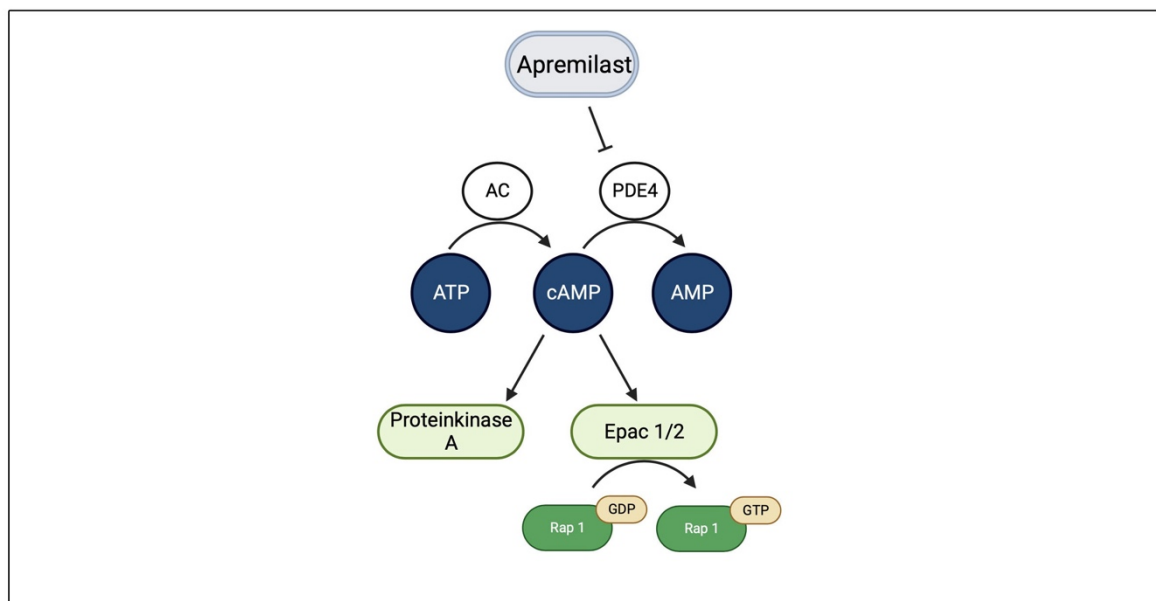 Apremilast
AC
PDE4
ATP
cAMP
AMP
Proteinkinase
A
Epac 1/2
GDP
GTP
Rap 1
Rap 1